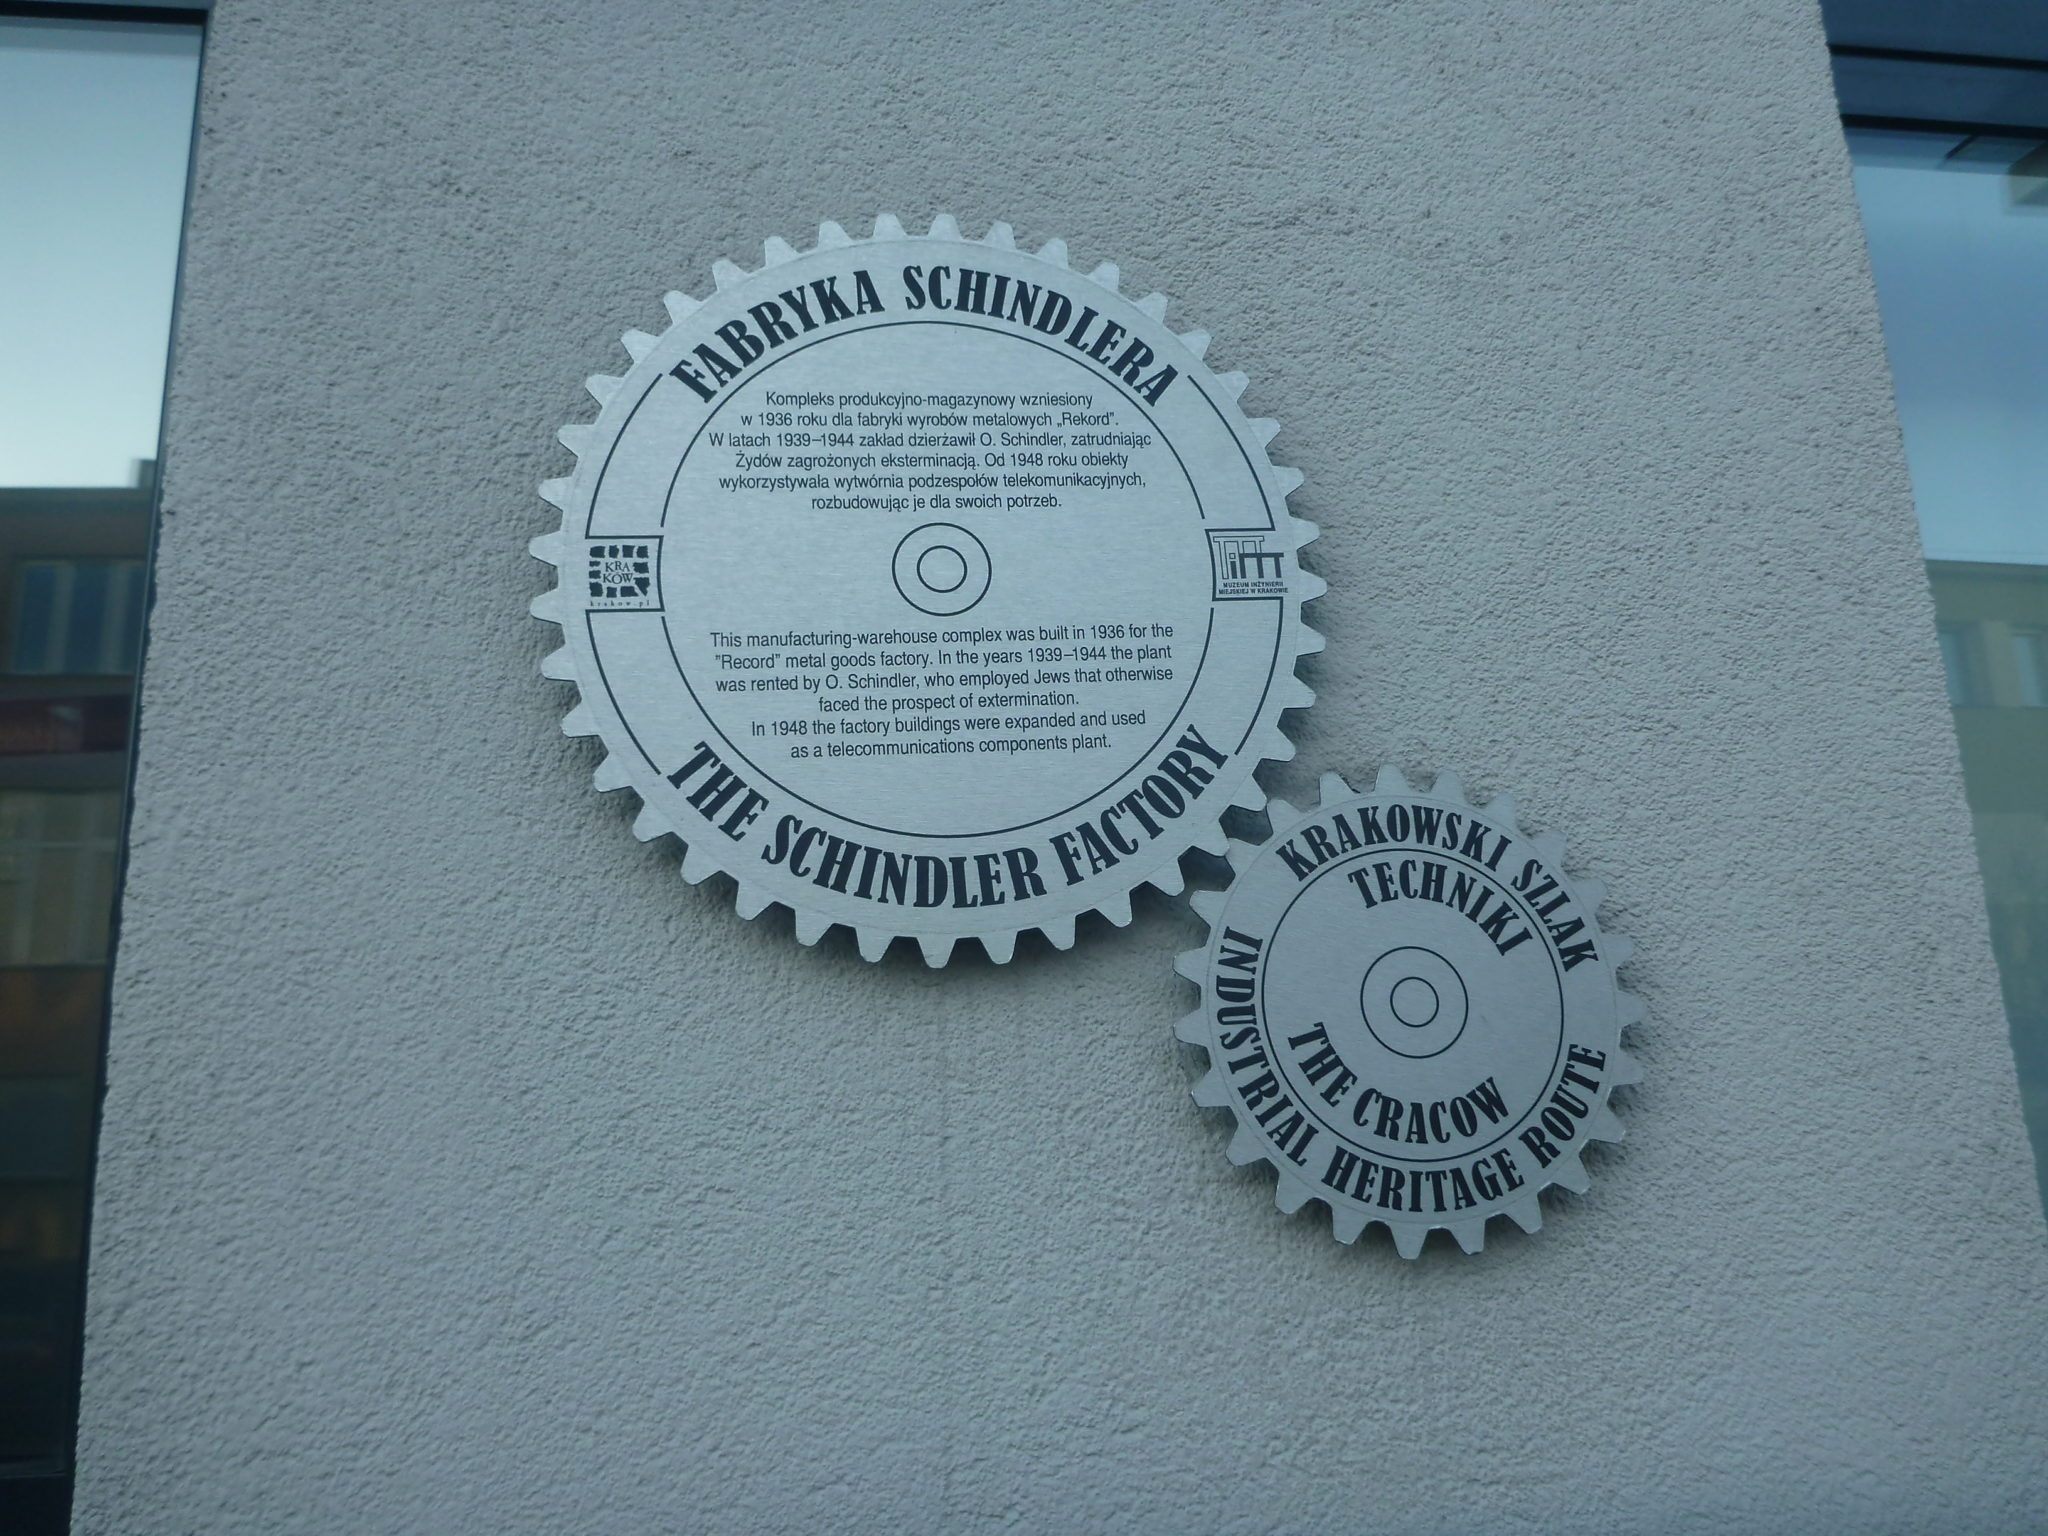 FABRYKA SCHINDLERA
Kompleks produkcyjno-magazynowy wzniesiony
w 1936 roku dla fabryki wyrobów metalowych „Rekord”.
W latach 1939–1944 zakład dzierżawił O. Schindler, zatrudniając
Żydów zagrożonych eksterminacją. Od 1948 roku obiekty
wykorzystywała wytwórnia podzespołów telekomunikacyjnych,
rozbudowując je dla swoich potrzeb.
KRA
KÓW
krakow.pl
MUZEUM INŻYNIERII
MIEJSKIEJ W KRAKOWIE
This manufacturing-warehouse complex was built in 1936 for the
”Record” metal goods factory. In the years 1939–1944 the plant
was rented by O. Schindler, who employed Jews that otherwise
faced the prospect of extermination.
In 1948 the factory buildings were expanded and used
as a telecommunications components plant.
THE SCHINDLER FACTORY
KRAKOWSKI SZLAK
TECHNIKI
THE CRACOW
INDUSTRIAL HERITAGE ROUTE